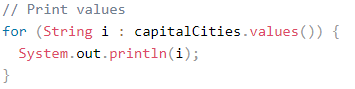 // Print values
for (String i : capitalCities.values()) {
  System.out.println(i);
}